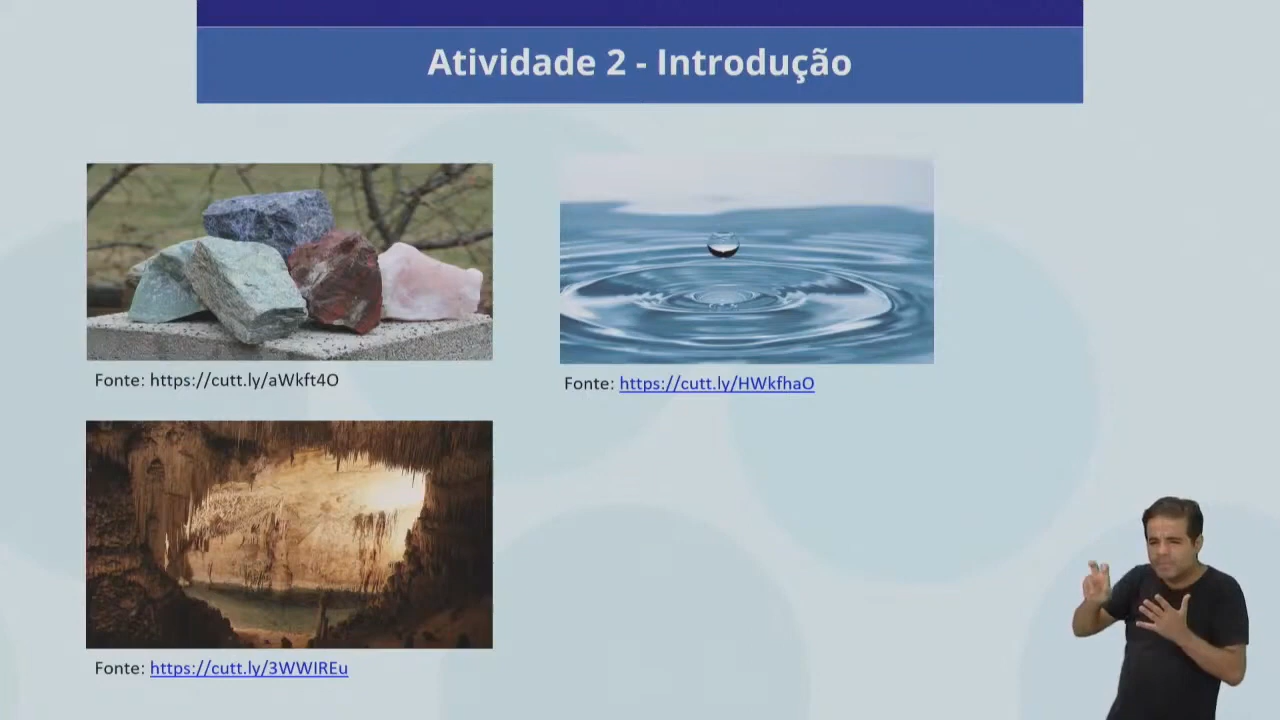 Atividade 2 - Introdução
Fonte: https://cutt.ly/aWkft4O
Fonte: https://cutt.ly/HWkfhaO
Fonte: https://cutt.ly/3WWIREu